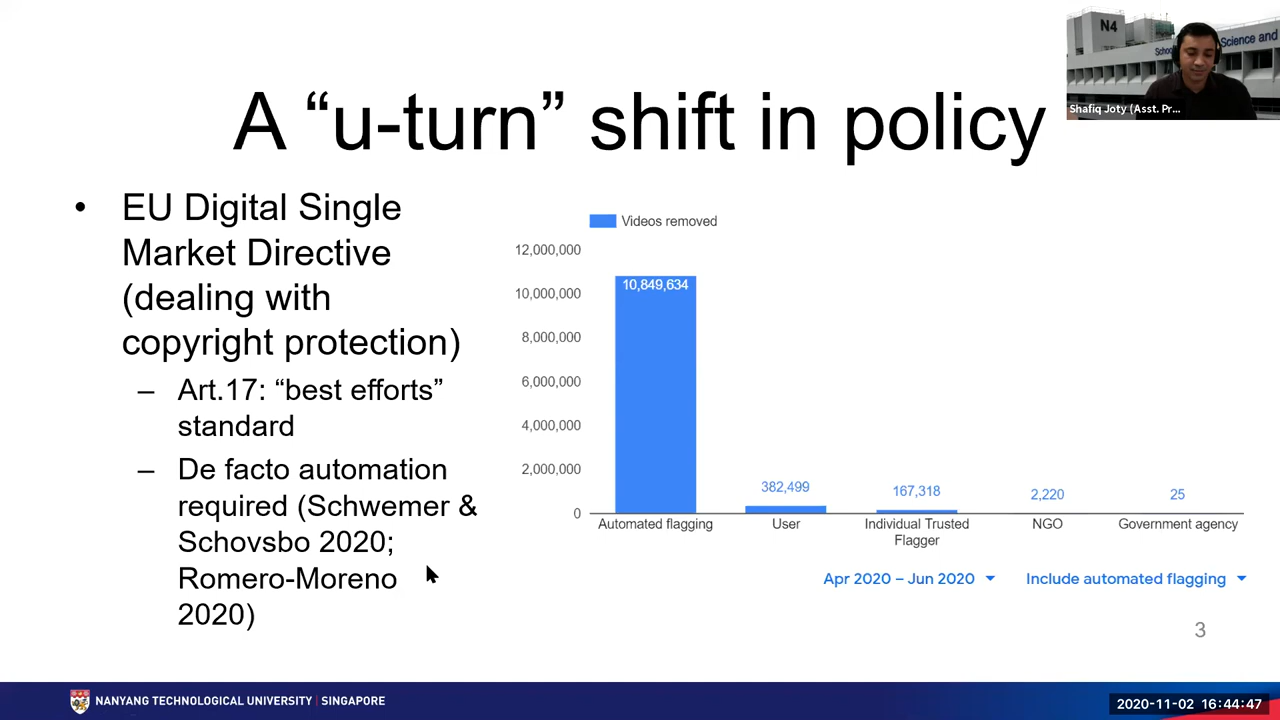 N4
Scho
Science and
Shafiq Joty (Asst. Pr...
A “u-turn” shift in policy
• EU Digital Single
Market Directive
(dealing with
copyright protection)
– Art.17: “best efforts”
standard
– De facto automation
required (Schwemer &
Schovsbo 2020;
Romero-Moreno
2020)
Videos removed
12,000,000
10,000,000
8,000,000
6,000,000
4,000,000
2,000,000
0
10,849,634
382,499
167,318
2,220
25
Automated flagging
User
Individual Trusted
Flagger
NGO
Government agency
Apr 2020 – Jun 2020
Include automated flagging
3
NANYANG TECHNOLOGICAL UNIVERSITY | SINGAPORE
2020-11-02 16:44:47